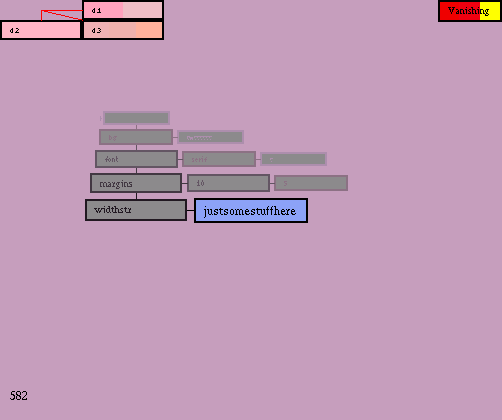 d1
Vanishing
d2
d3
font
margins
10
widthstr
justsomestuffhere
582